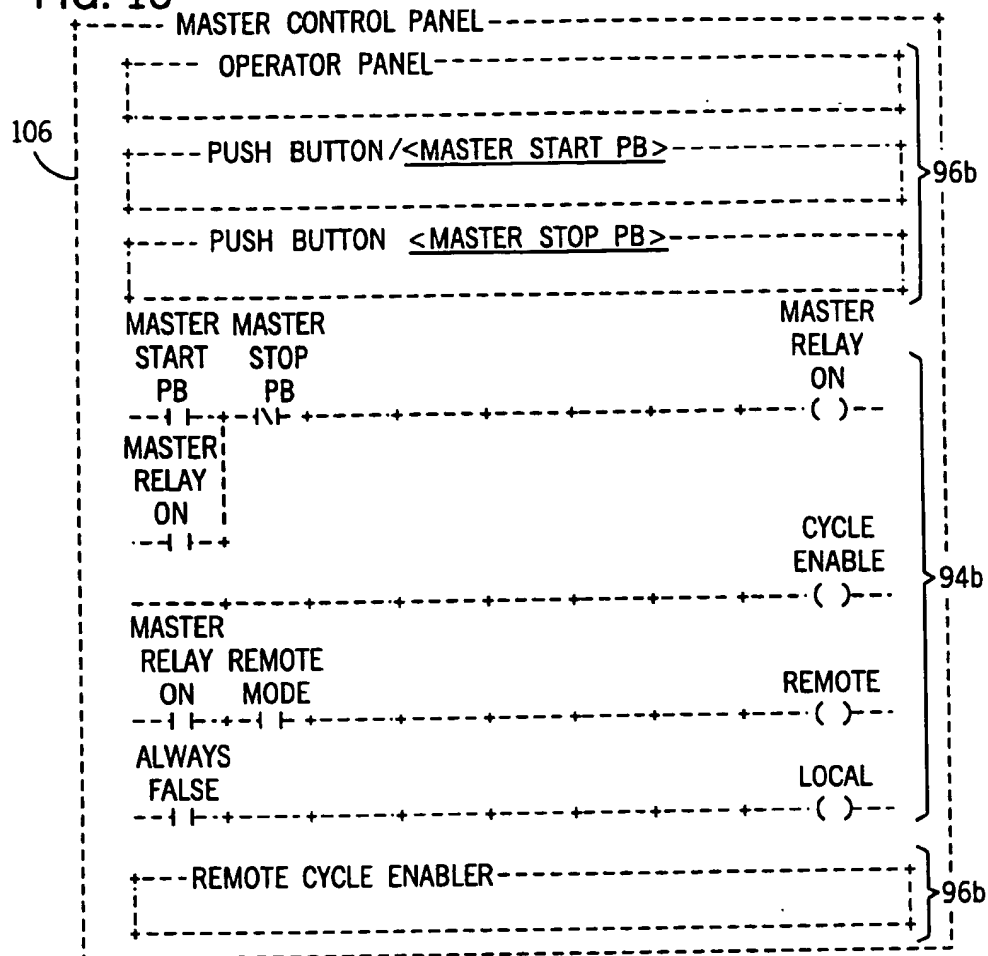 MASTER CONTROL PANEL
OPERATOR PANEL
106
PUSH BUTTON/<MASTER START PB>
96b
PUSH BUTTON <MASTER STOP PB>
MASTER MASTER
START STOP
PB PB
MASTER
RELAY
ON
MASTER
RELAY
ON
CYCLE
ENABLE
94b
MASTER
RELAY REMOTE
ON MODE
REMOTE
ALWAYS
FALSE
LOCAL
REMOTE CYCLE ENABLER
96b